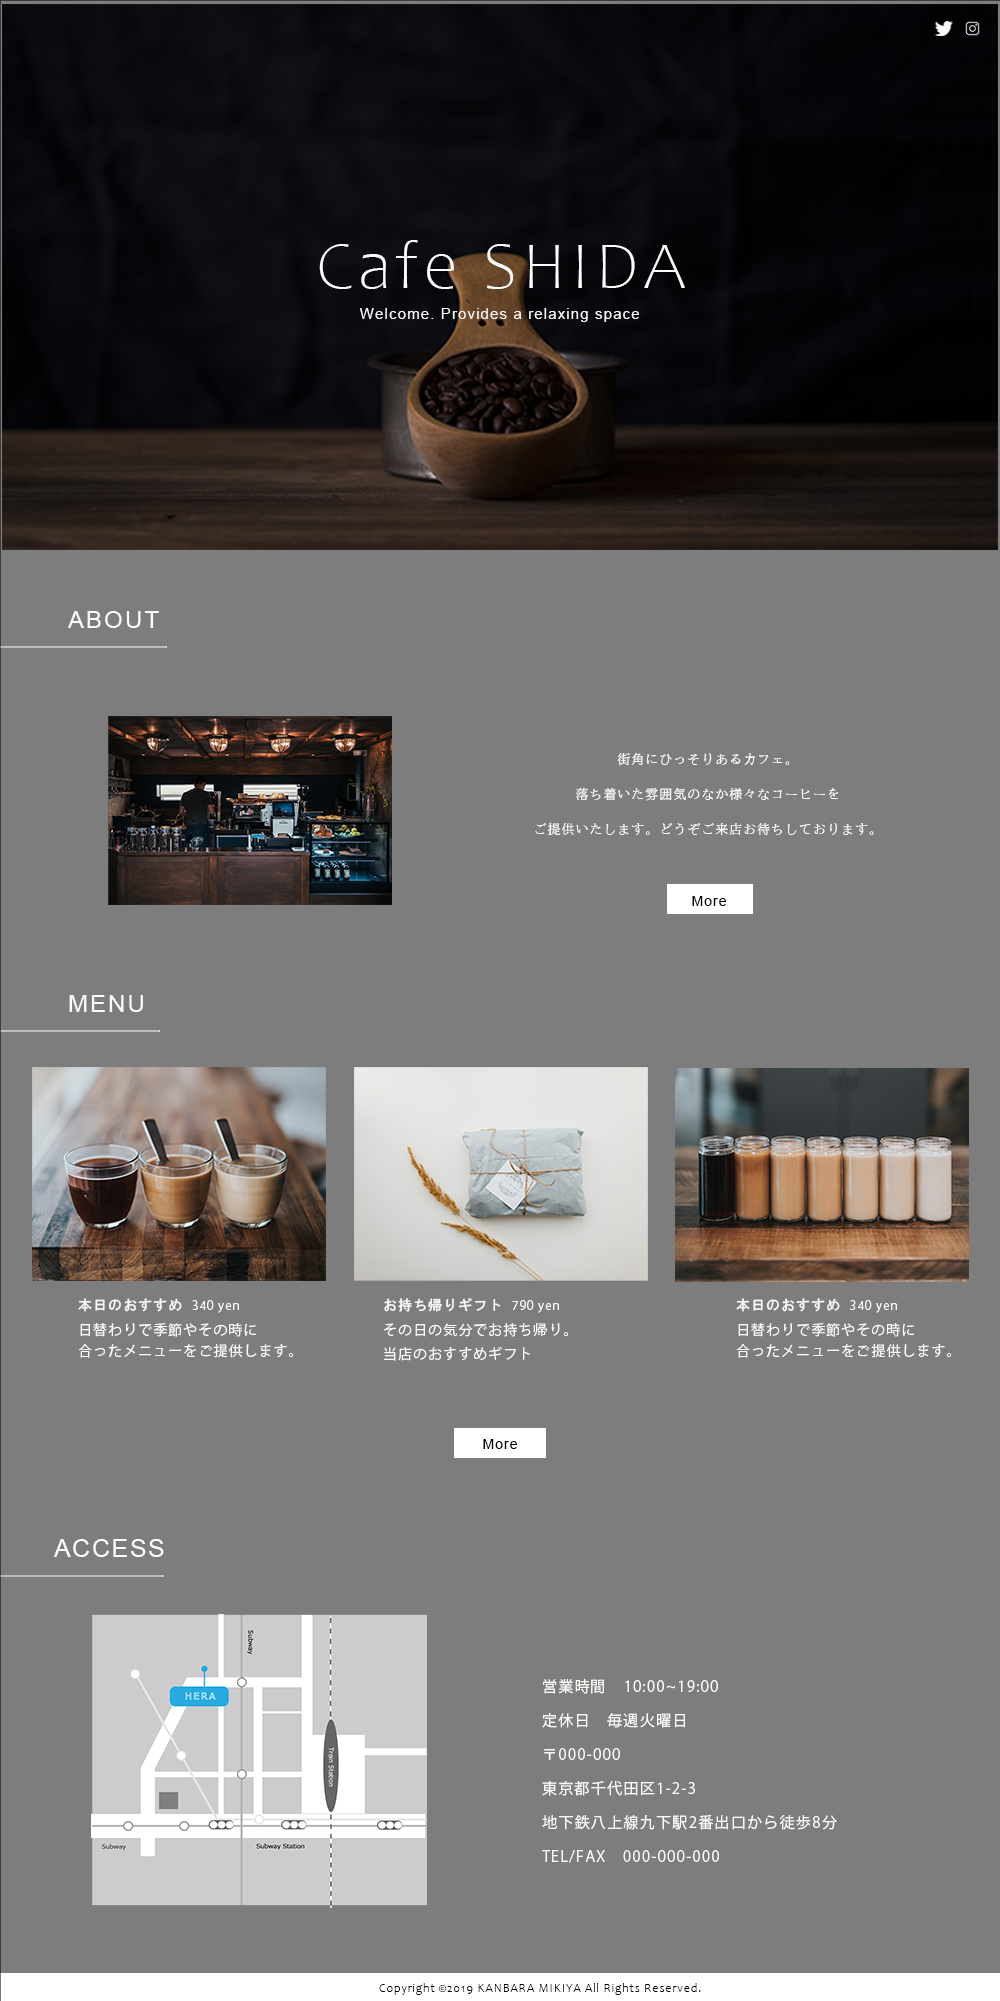 Cafe SHIDA
Welcome. Provides a relaxing space
ABOUT
街角にひっそりあるカフェ。
落ち着いた雰囲気のなか様々なコーヒーを
ご提供いたします。どうぞご来店お待ちしております。
More
MENU
本日のおすすめ 340 yen
日替わりで季節やその時に
合ったメニューをご提供します。
お持ち帰りギフト 790 yen
その日の気分でお持ち帰り。
当店のおすすめギフト
本日のおすすめ 340 yen
日替わりで季節やその時に
合ったメニューをご提供します。
More
ACCESS
Subway
HERA
Train Station
Subway
Subway Station
営業時間　10:00~19:00
定休日　毎週火曜日
〒000-000
東京都千代田区1-2-3
地下鉄八上線九下駅2番出口から徒歩8分
TEL/FAX　000-000-000
Copyright ©2019 KANBARA MIKIYA All Rights Reserved.